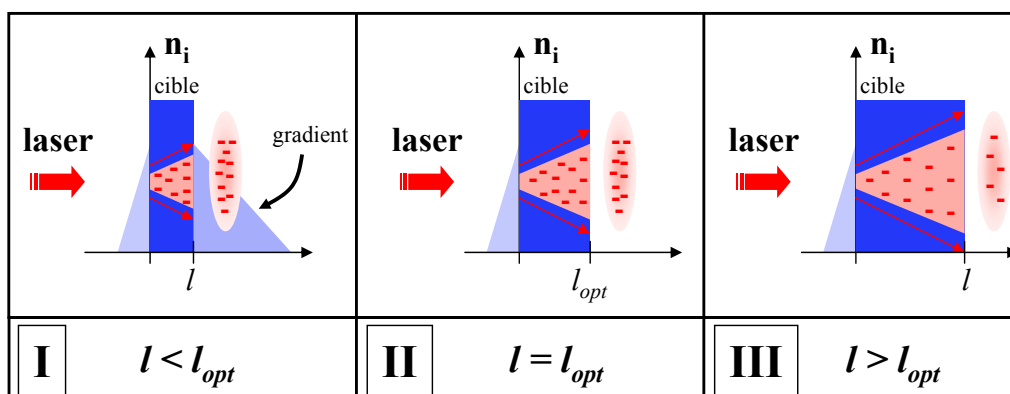 n_i
cible
laser
gradient
l
I
l < l_opt
n_i
cible
laser
l_opt
II
l = l_opt
n_i
cible
laser
l
III
l > l_opt